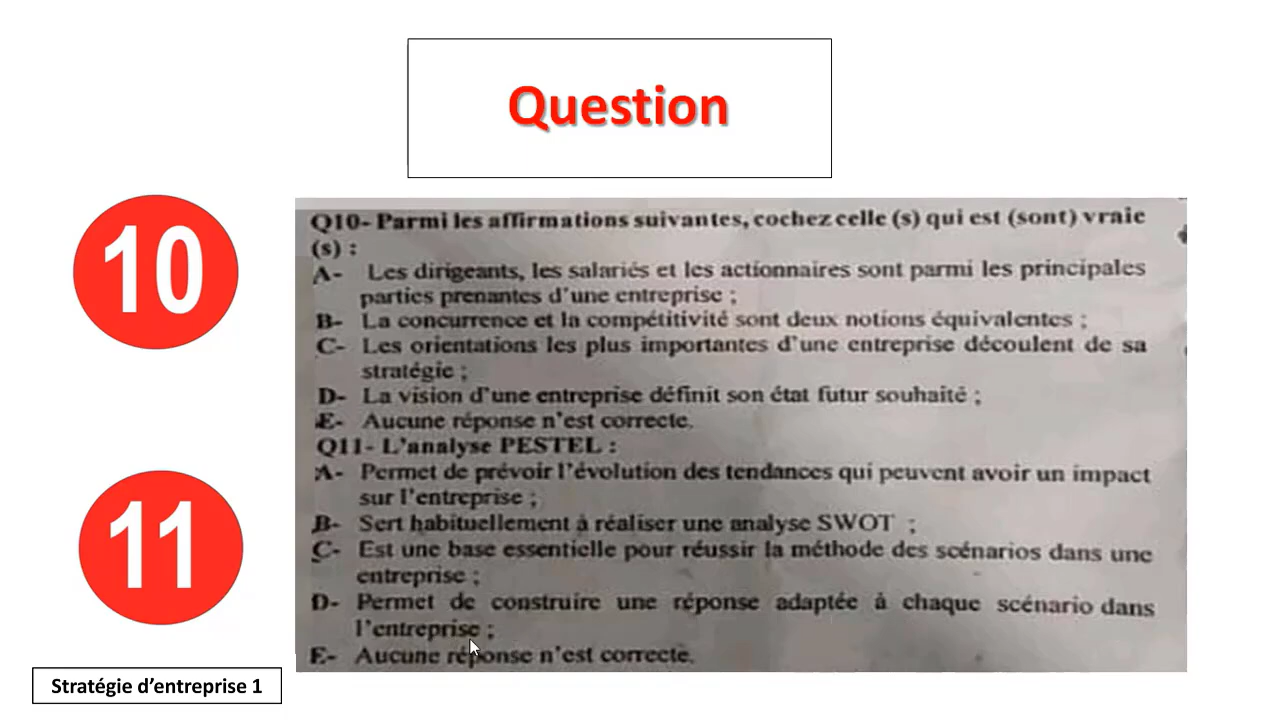 Question
10
Q10- Parmi les affirmations suivantes, cochez celle (s) qui est (sont) vraie
(s) :
A- Les dirigeants, les salariés et les actionnaires sont parmi les principales
parties prenantes d'une entreprise ;
B- La concurrence et la compétitivité sont deux notions équivalentes ;
C- Les orientations les plus importantes d'une entreprise découlent de sa
stratégie ;
D- La vision d'une entreprise définit son état futur souhaité ;
E- Aucune réponse n'est correcte.
11
Q11- L'analyse PESTEL :
A- Permet de prévoir l'évolution des tendances qui peuvent avoir un impact
sur l'entreprise ;
B- Sert habituellement à réaliser une analyse SWOT ;
C- Est une base essentielle pour réussir la méthode des scénarios dans une
entreprise ;
D- Permet de construire une réponse adaptée à chaque scénario dans
l'entreprise ;
E- Aucune réponse n'est correcte.
Stratégie d'entreprise 1